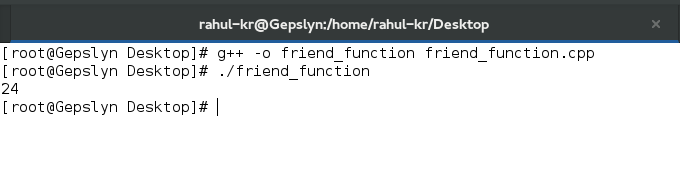 rahul-kr@Gepslyn:/home/rahul-kr/Desktop
[root@Gepslyn Desktop]# g++ -o friend_function friend_function.cpp
[root@Gepslyn Desktop]# ./friend_function
24
[root@Gepslyn Desktop]#